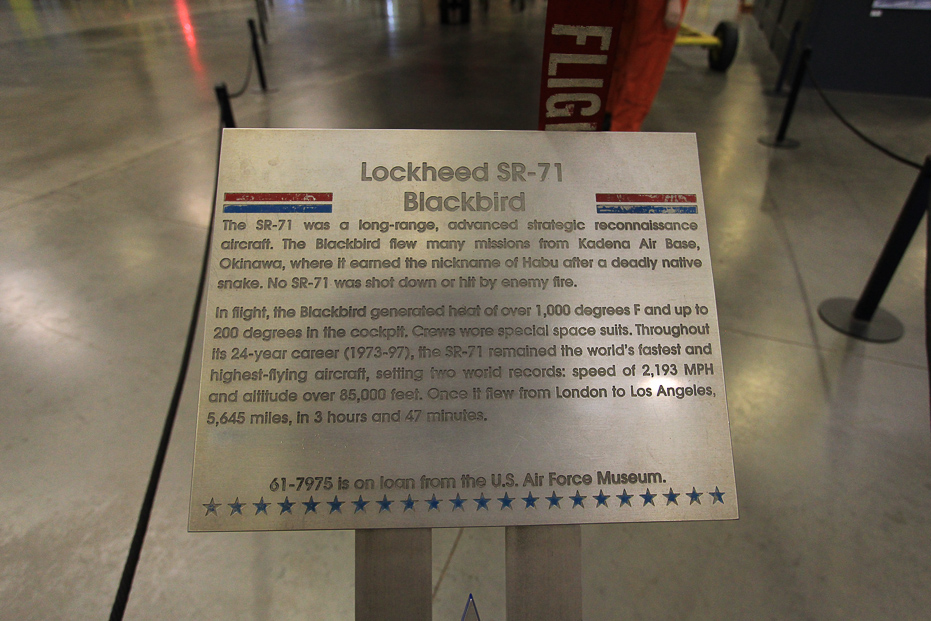 FLIG
Lockheed SR-71
Blackbird
The SR-71 was a long-range, advanced strategic reconnaissance
aircraft. The Blackbird flew many missions from Kadena Air Base,
Okinawa, where it earned the nickname of Habu after a deadly native
snake. No SR-71 was shot down or hit by enemy fire.
In flight, the Blackbird generated heat of over 1,000 degrees F and up to
200 degrees in the cockpit. Crews wore special space suits. Throughout
its 24-year career (1973-97), the SR-71 remained the world's fastest and
highest-flying aircraft, setting two world records: speed of 2,193 MPH
and altitude over 85,000 feet. Once it flew from London to Los Angeles,
5,645 miles, in 3 hours and 47 minutes.
61-7975 is on loan from the U.S. Air Force Museum.